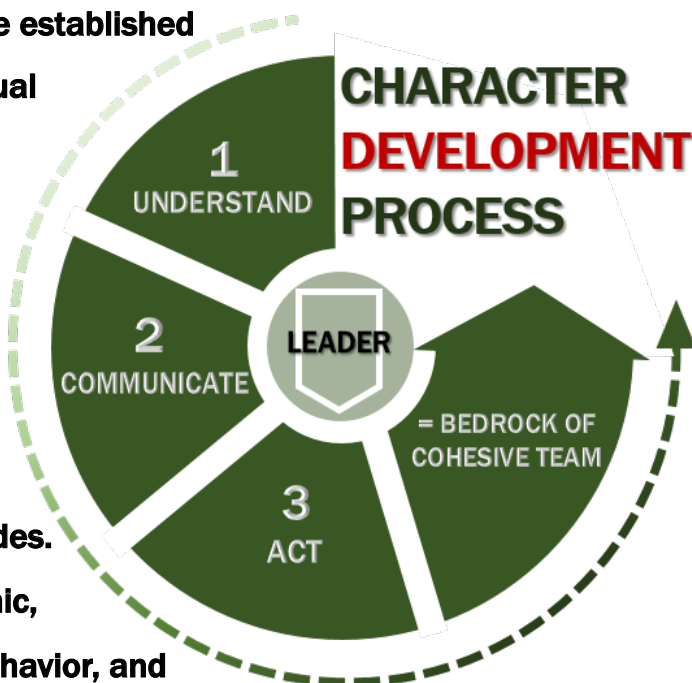 e established
ual
CHARACTER
DEVELOPMENT
PROCESS
1
UNDERSTAND
2
COMMUNICATE
LEADER
= BEDROCK OF
COHESIVE TEAM
3
ACT
des.
nic,
havior, and